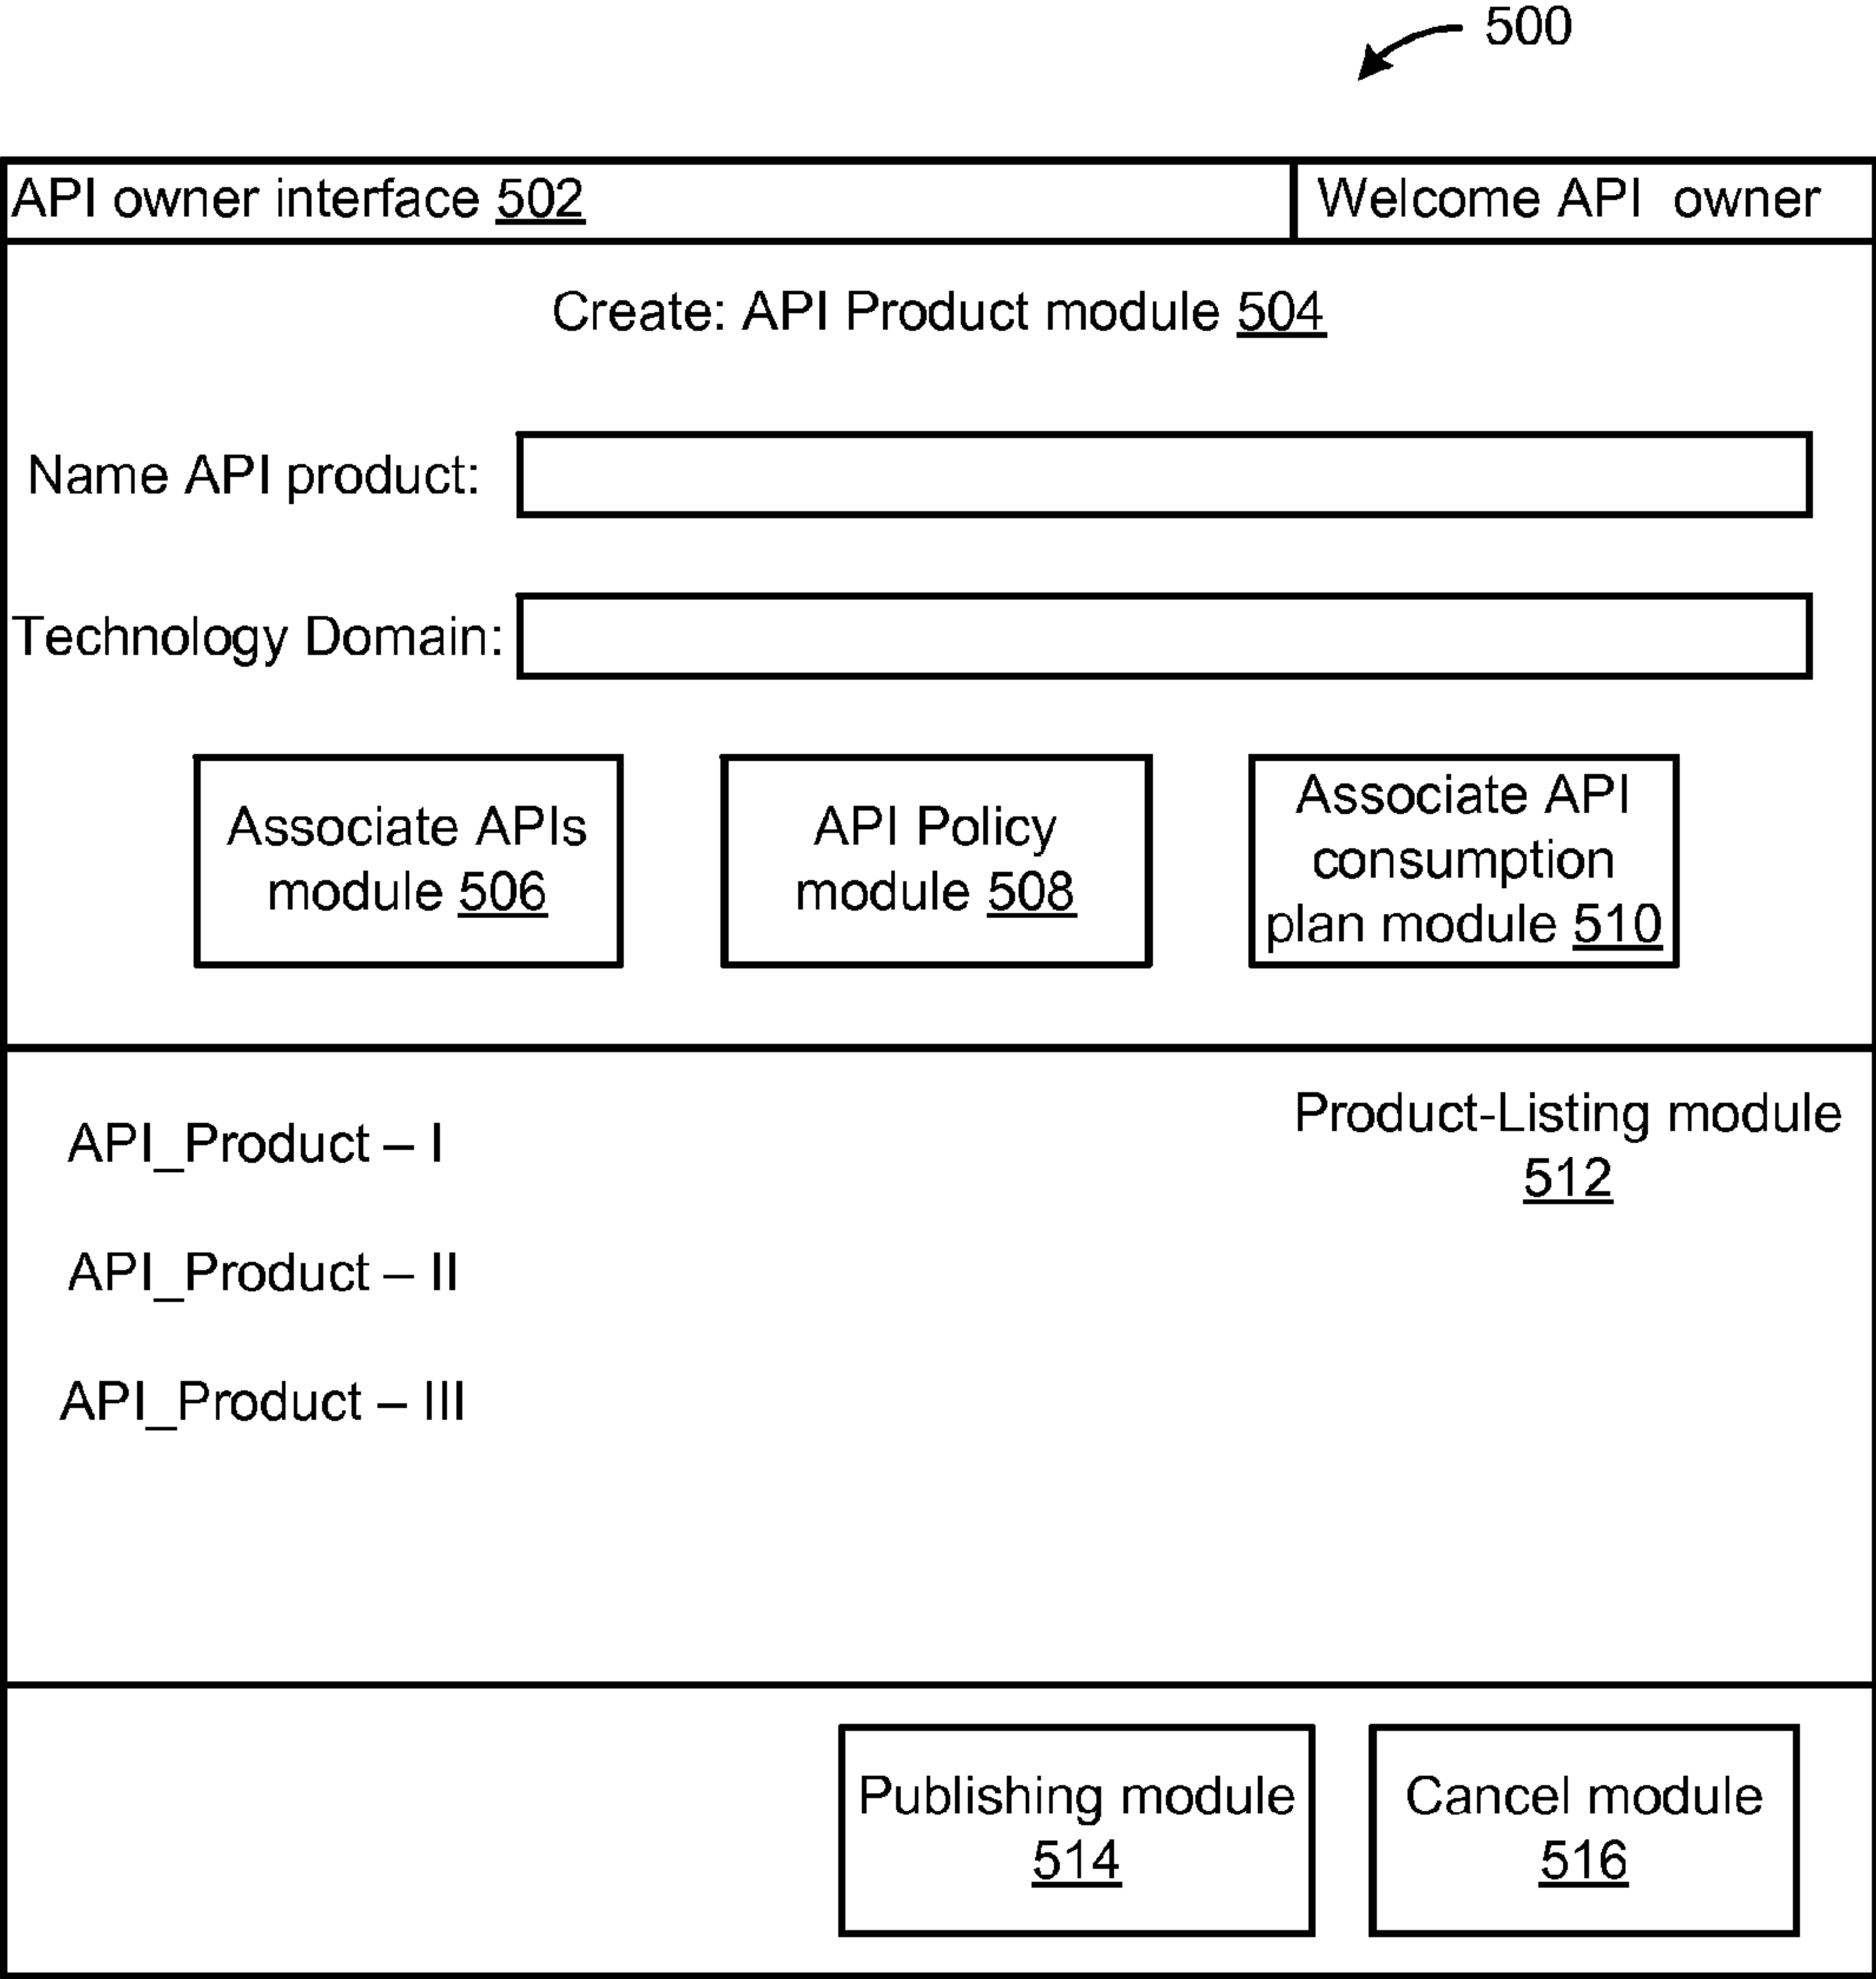 500
API owner interface 502
Welcome API owner
Create: API Product module 504
Name API product:
Technology Domain:
Associate APIs
module 506
API Policy
module 508
Associate API
consumption
plan module 510
Product-Listing module
512
API_Product – I
API_Product – II
API_Product – III
Publishing module
514
Cancel module
516